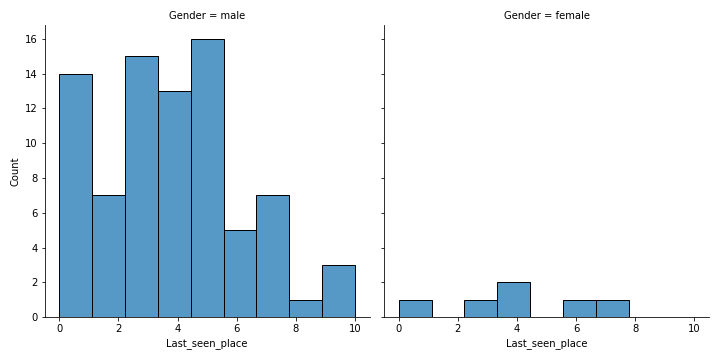 Gender = male
Gender = female
Count
16
14
12
10
8
6
4
2
0
0 2 4 6 8 10
0 2 4 6 8 10
Last_seen_place
Last_seen_place